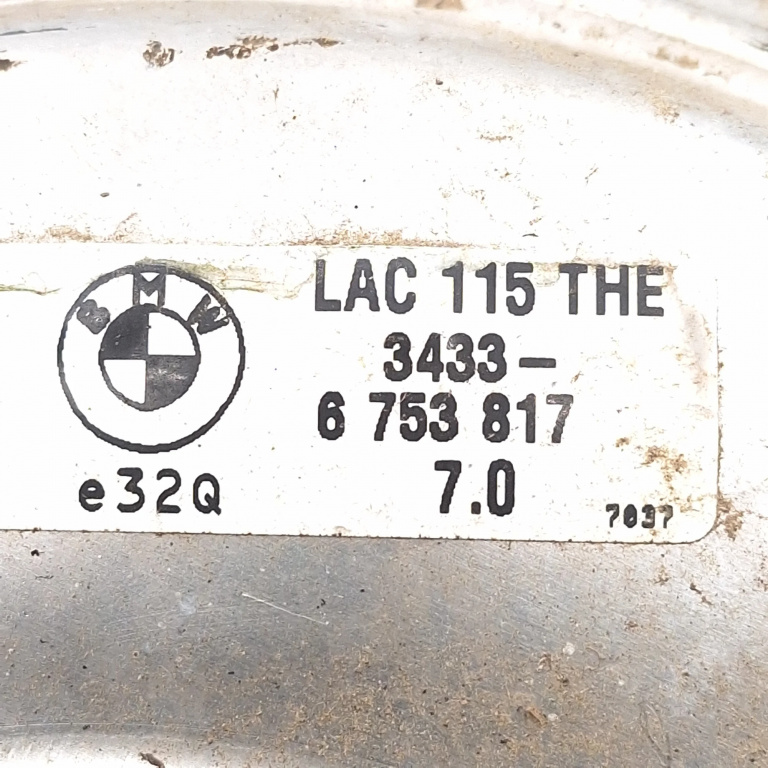 BMW
LAC 115 THE
3433-
6 753 817
e32Q
7.0
7037